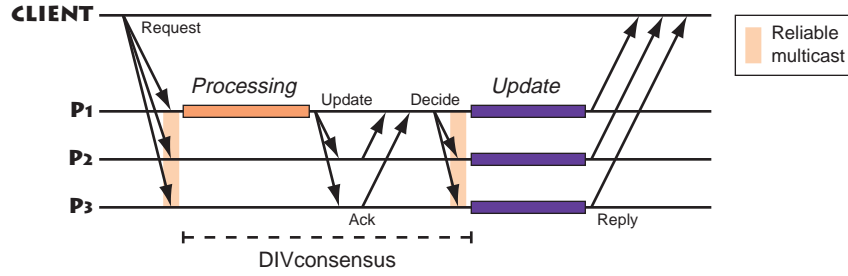 CLIENT
Request
Reliable
multicast
Processing
Update
Decide
Update
P1
P2
P3
Ack
Reply
DIVconsensus